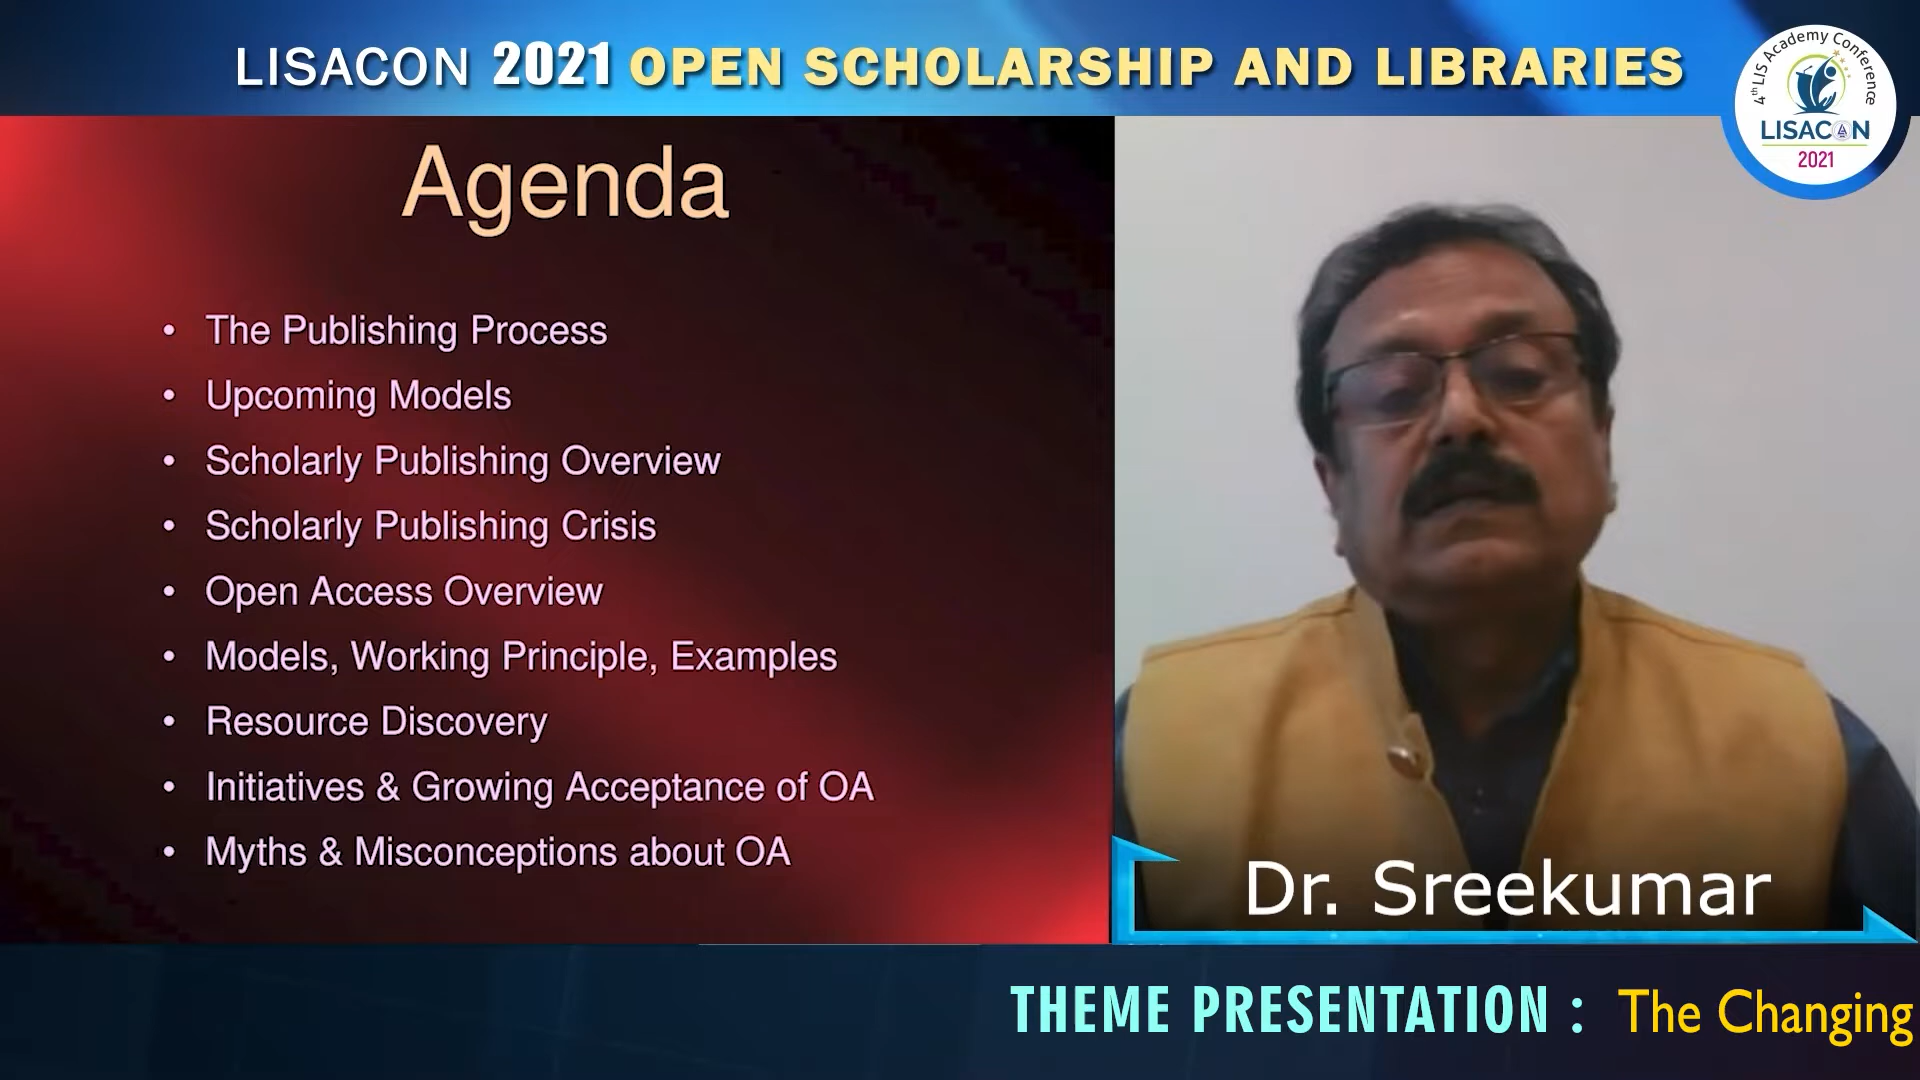 LISACON 2021 OPEN SCHOLARSHIP AND LIBRARIES
4th LIS Academy Conference
LISACON
2021
Agenda
• The Publishing Process
• Upcoming Models
• Scholarly Publishing Overview
• Scholarly Publishing Crisis
• Open Access Overview
• Models, Working Principle, Examples
• Resource Discovery
• Initiatives & Growing Acceptance of OA
• Myths & Misconceptions about OA
Dr. Sreekumar
THEME PRESENTATION : The Changing